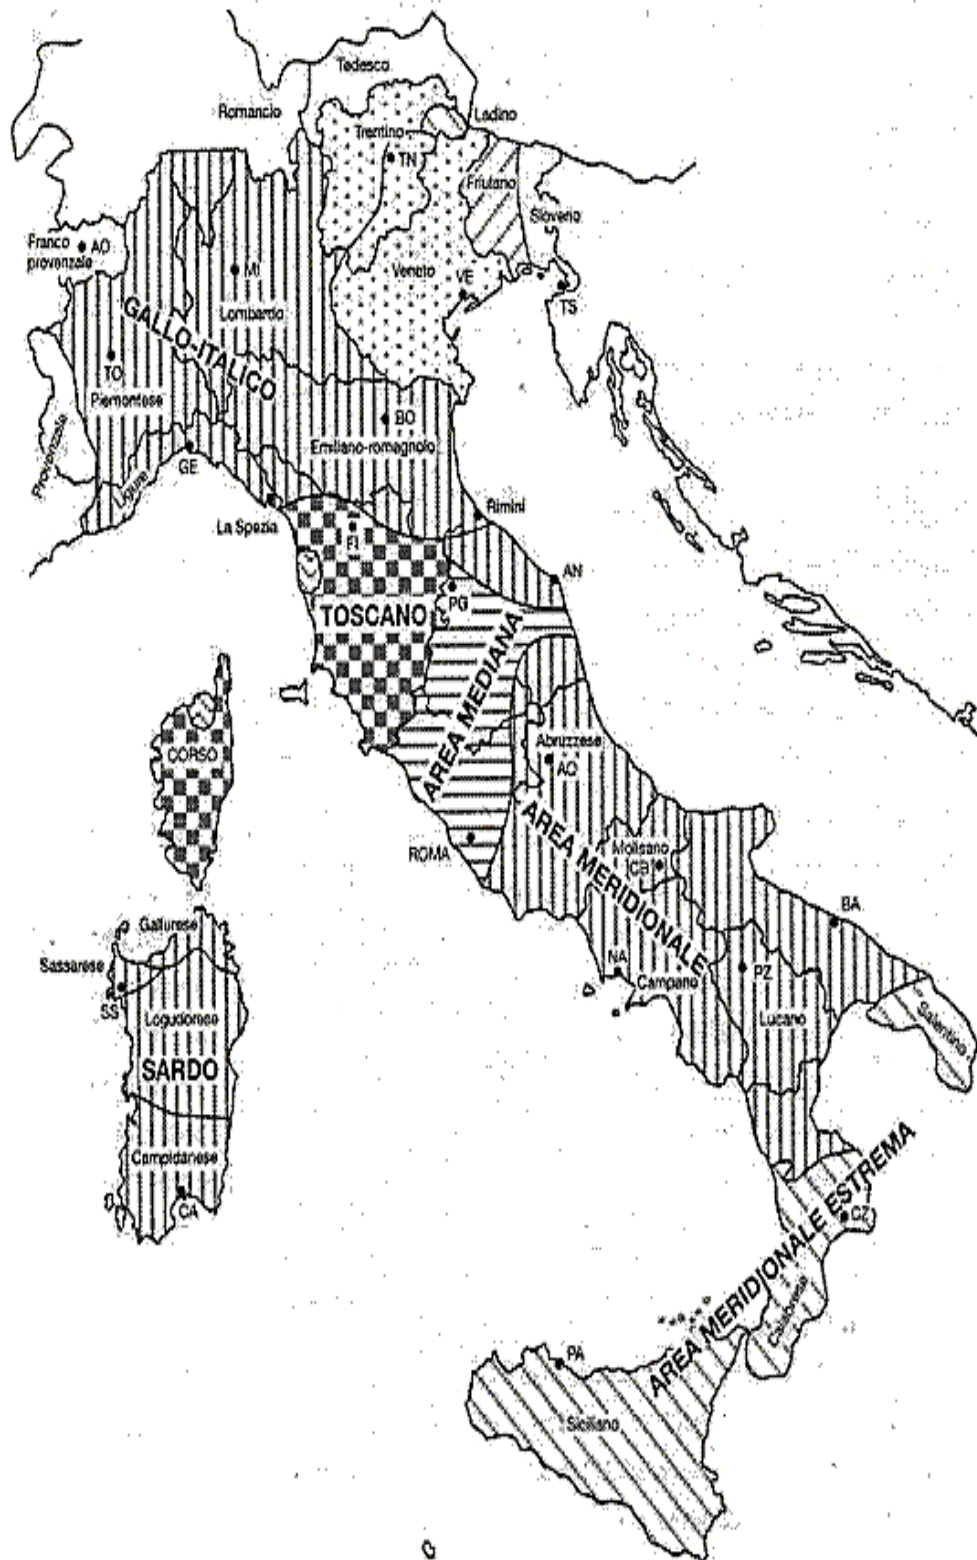 Tedesco
Romancio
Ladino
Trentino
TN
Friulano
Sloveno
Franco
provenzale
AO
MI
Veneto
VE
TS
Lombardo
GALLO-ITALICO
TO
Piemontese
BO
Emiliano-romagnolo
Provenzale
Ligure
GE
La Spezia
Rimini
FI
AN
PG
TOSCANO
AREA MEDIANA
CORSO
Abruzzese
AQ
AREA MERIDIONALE
ROMA
Molisano
CB
BA
Gallurese
Sassarese
SS
NA
Campano
PZ
Lucano
Salentino
Logudorese
SARDO
Campidanese
CA
CZ
AREA MERIDIONALE ESTREMA
Calabrese
PA
Siciliano